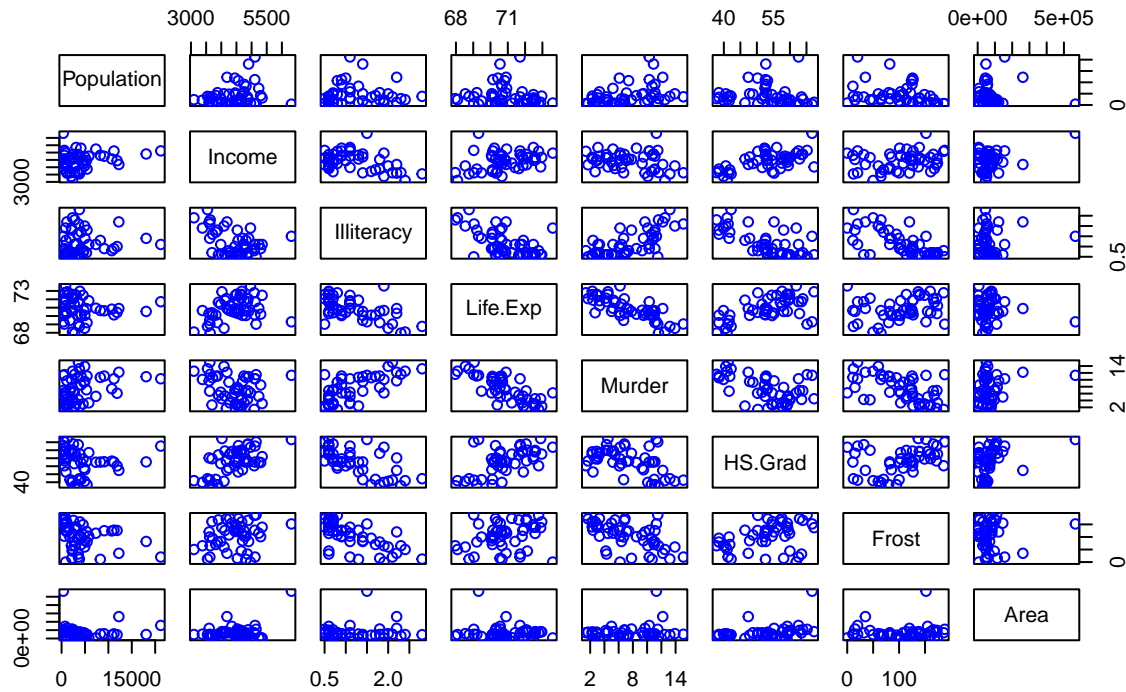 3000 5500 68 71 40 55 0e+00 5e+05
Population 0
3000 Income
Illiteracy 0.5
68 73 Life.Exp
Murder 2 14
40 HS.Grad
Frost 0
0e+00 Area
0 15000 0.5 2.0 2 8 14 0 100